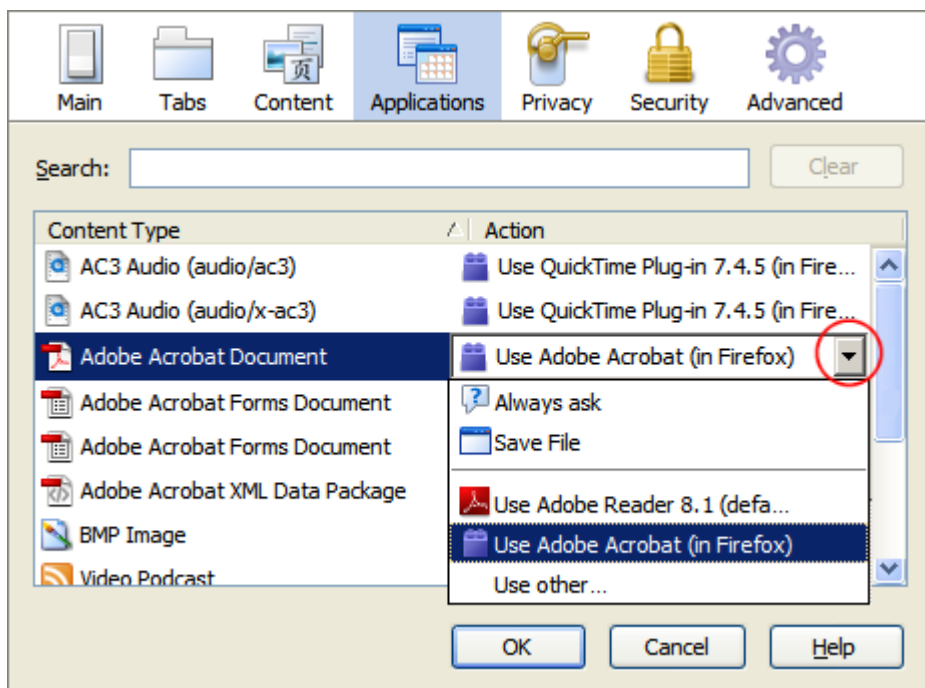 Main Tabs Content Applications Privacy Security Advanced
页
Search: Clear
Content Type Action
AC3 Audio (audio/ac3) Use QuickTime Plug-in 7.4.5 (in Fire...
AC3 Audio (audio/x-ac3) Use QuickTime Plug-in 7.4.5 (in Fire...
Adobe Acrobat Document Use Adobe Acrobat (in Firefox)
Adobe Acrobat Forms Document Always ask
Adobe Acrobat Forms Document Save File
Adobe Acrobat XML Data Package Use Adobe Reader 8.1 (defa...
BMP Image Use Adobe Acrobat (in Firefox)
Video Podcast Use other...
OK Cancel Help